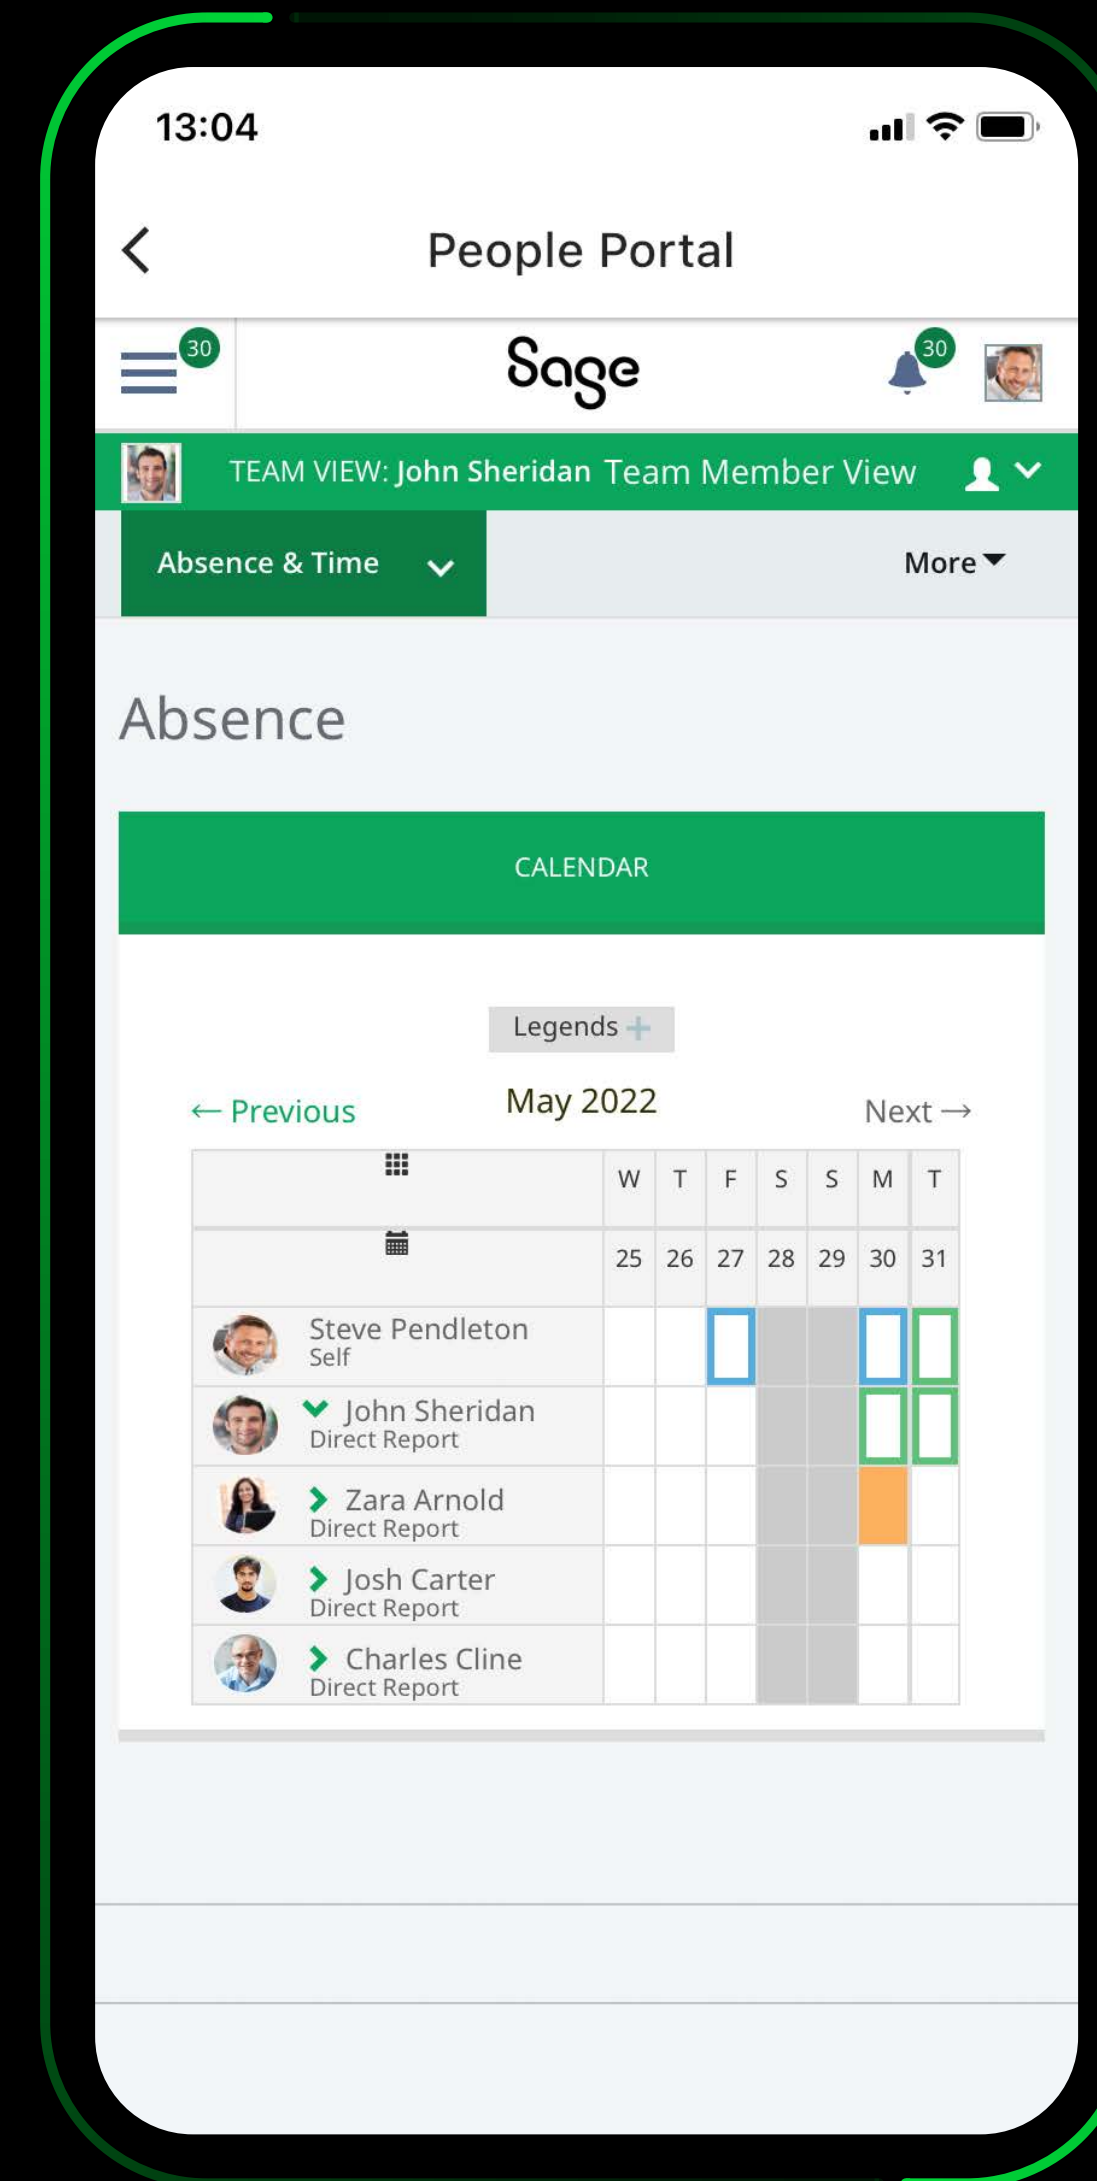 13:04
People Portal
30
Sage
30
TEAM VIEW: John Sheridan Team Member View
Absence & Time
More
Absence
CALENDAR
Legends +
← Previous
May 2022
Next →
W T F S S M T
25 26 27 28 29 30 31
Steve Pendleton
Self
John Sheridan
Direct Report
Zara Arnold
Direct Report
Josh Carter
Direct Report
Charles Cline
Direct Report